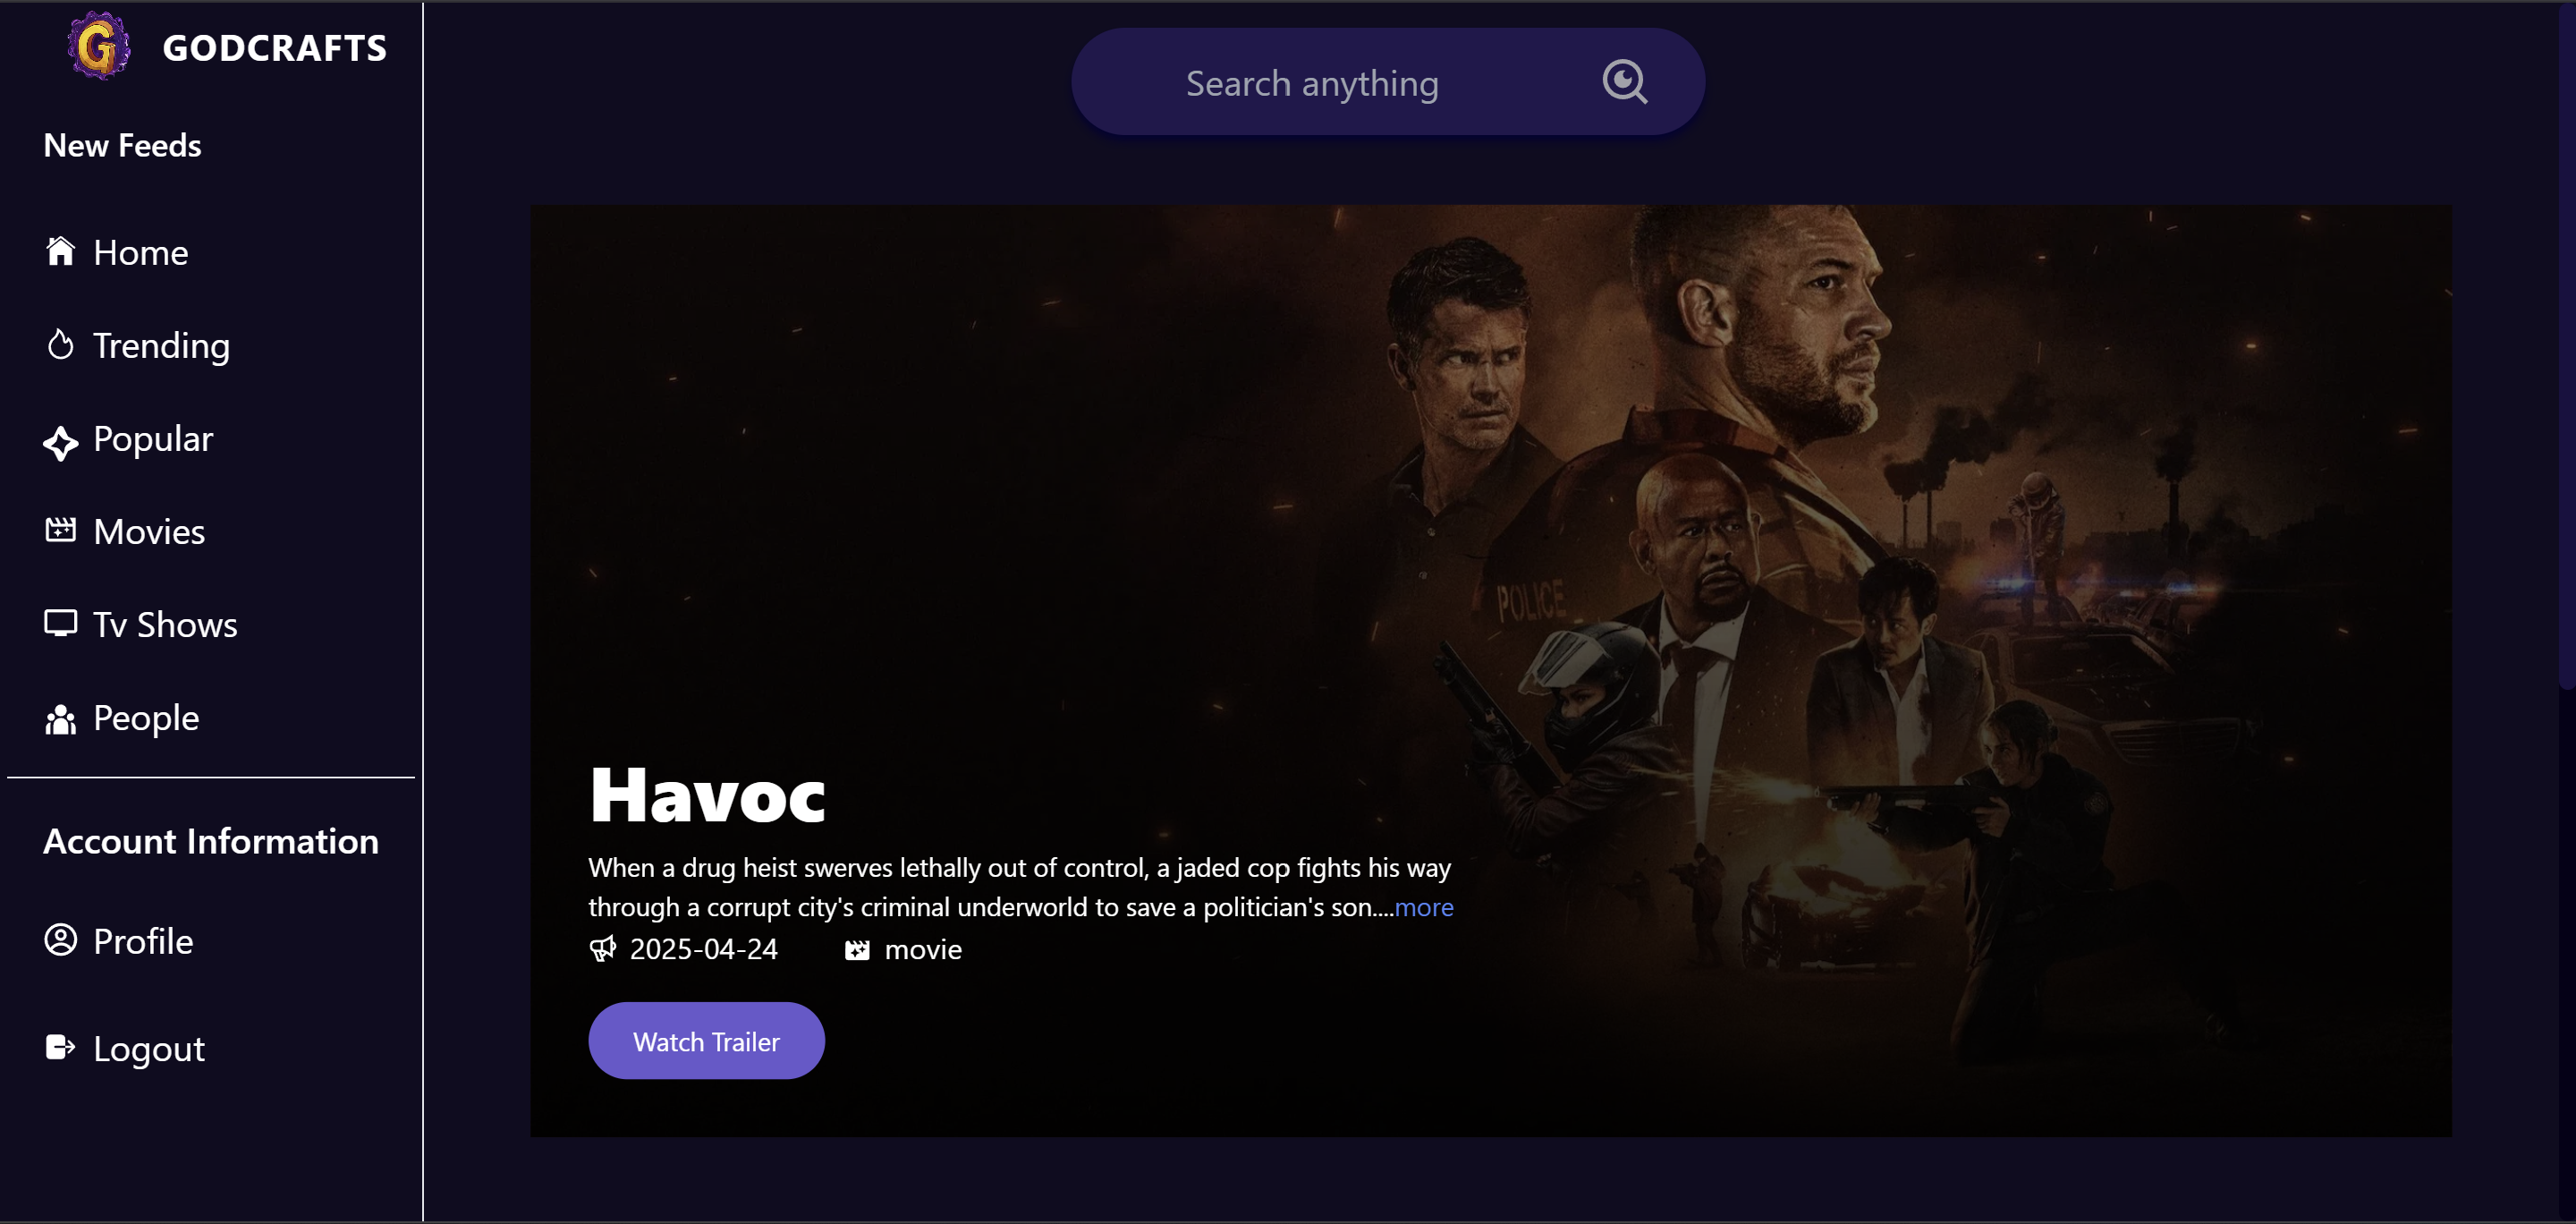 G GODCRAFTS
New Feeds
Home
Trending
Popular
Movies
Tv Shows
People
Account Information
Profile
Logout
Search anything
POLICE
Havoc
When a drug heist swerves lethally out of control, a jaded cop fights his way
through a corrupt city's criminal underworld to save a politician's son....more
2025-04-24 movie
Watch Trailer